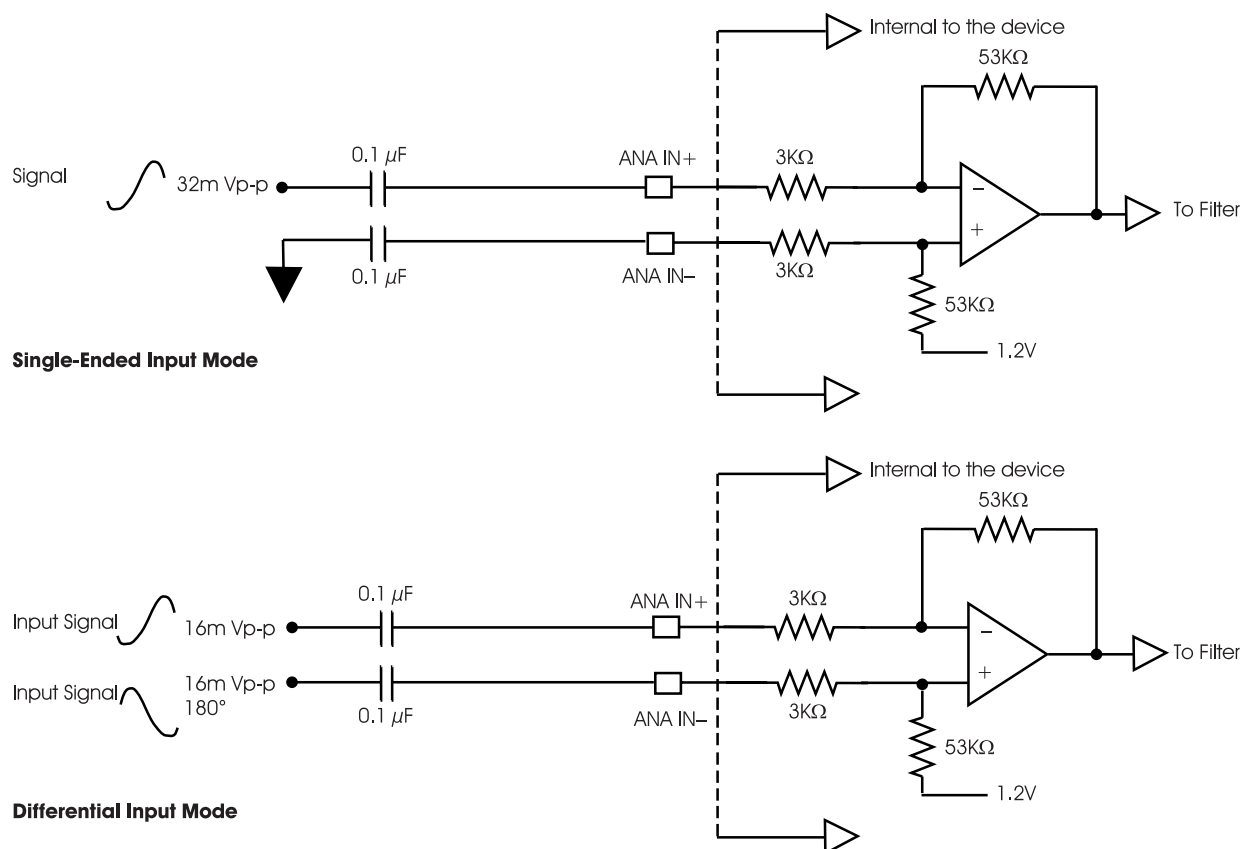 Internal to the device
53KΩ
Signal
32m Vp-p
0.1 µF
ANA IN+
3KΩ
−
To Filter
+
0.1 µF
ANA IN–
3KΩ
53KΩ
1.2V
Single-Ended Input Mode
Internal to the device
53KΩ
Input Signal
16m Vp-p
0.1 µF
ANA IN+
3KΩ
−
To Filter
+
Input Signal
16m Vp-p
180°
0.1 µF
ANA IN–
3KΩ
53KΩ
1.2V
Differential Input Mode